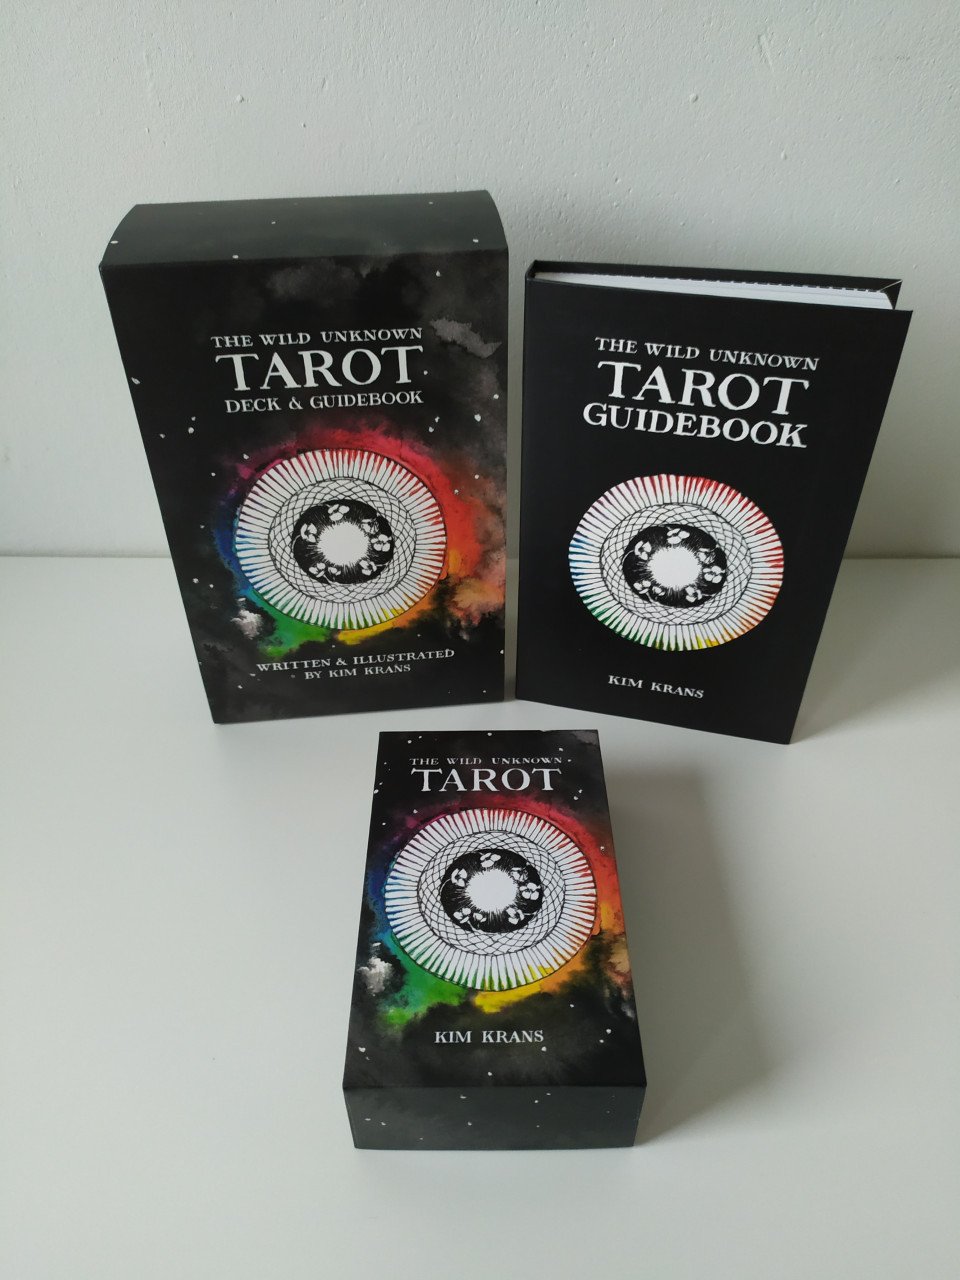 THE WILD UNKNOWN
TAROT
DECK & GUIDEBOOK
WRITTEN & ILLUSTRATED
BY KIM KRANS
THE WILD UNKNOWN
TAROT
GUIDEBOOK
KIM KRANS
THE WILD UNKNOWN
TAROT
KIM KRANS